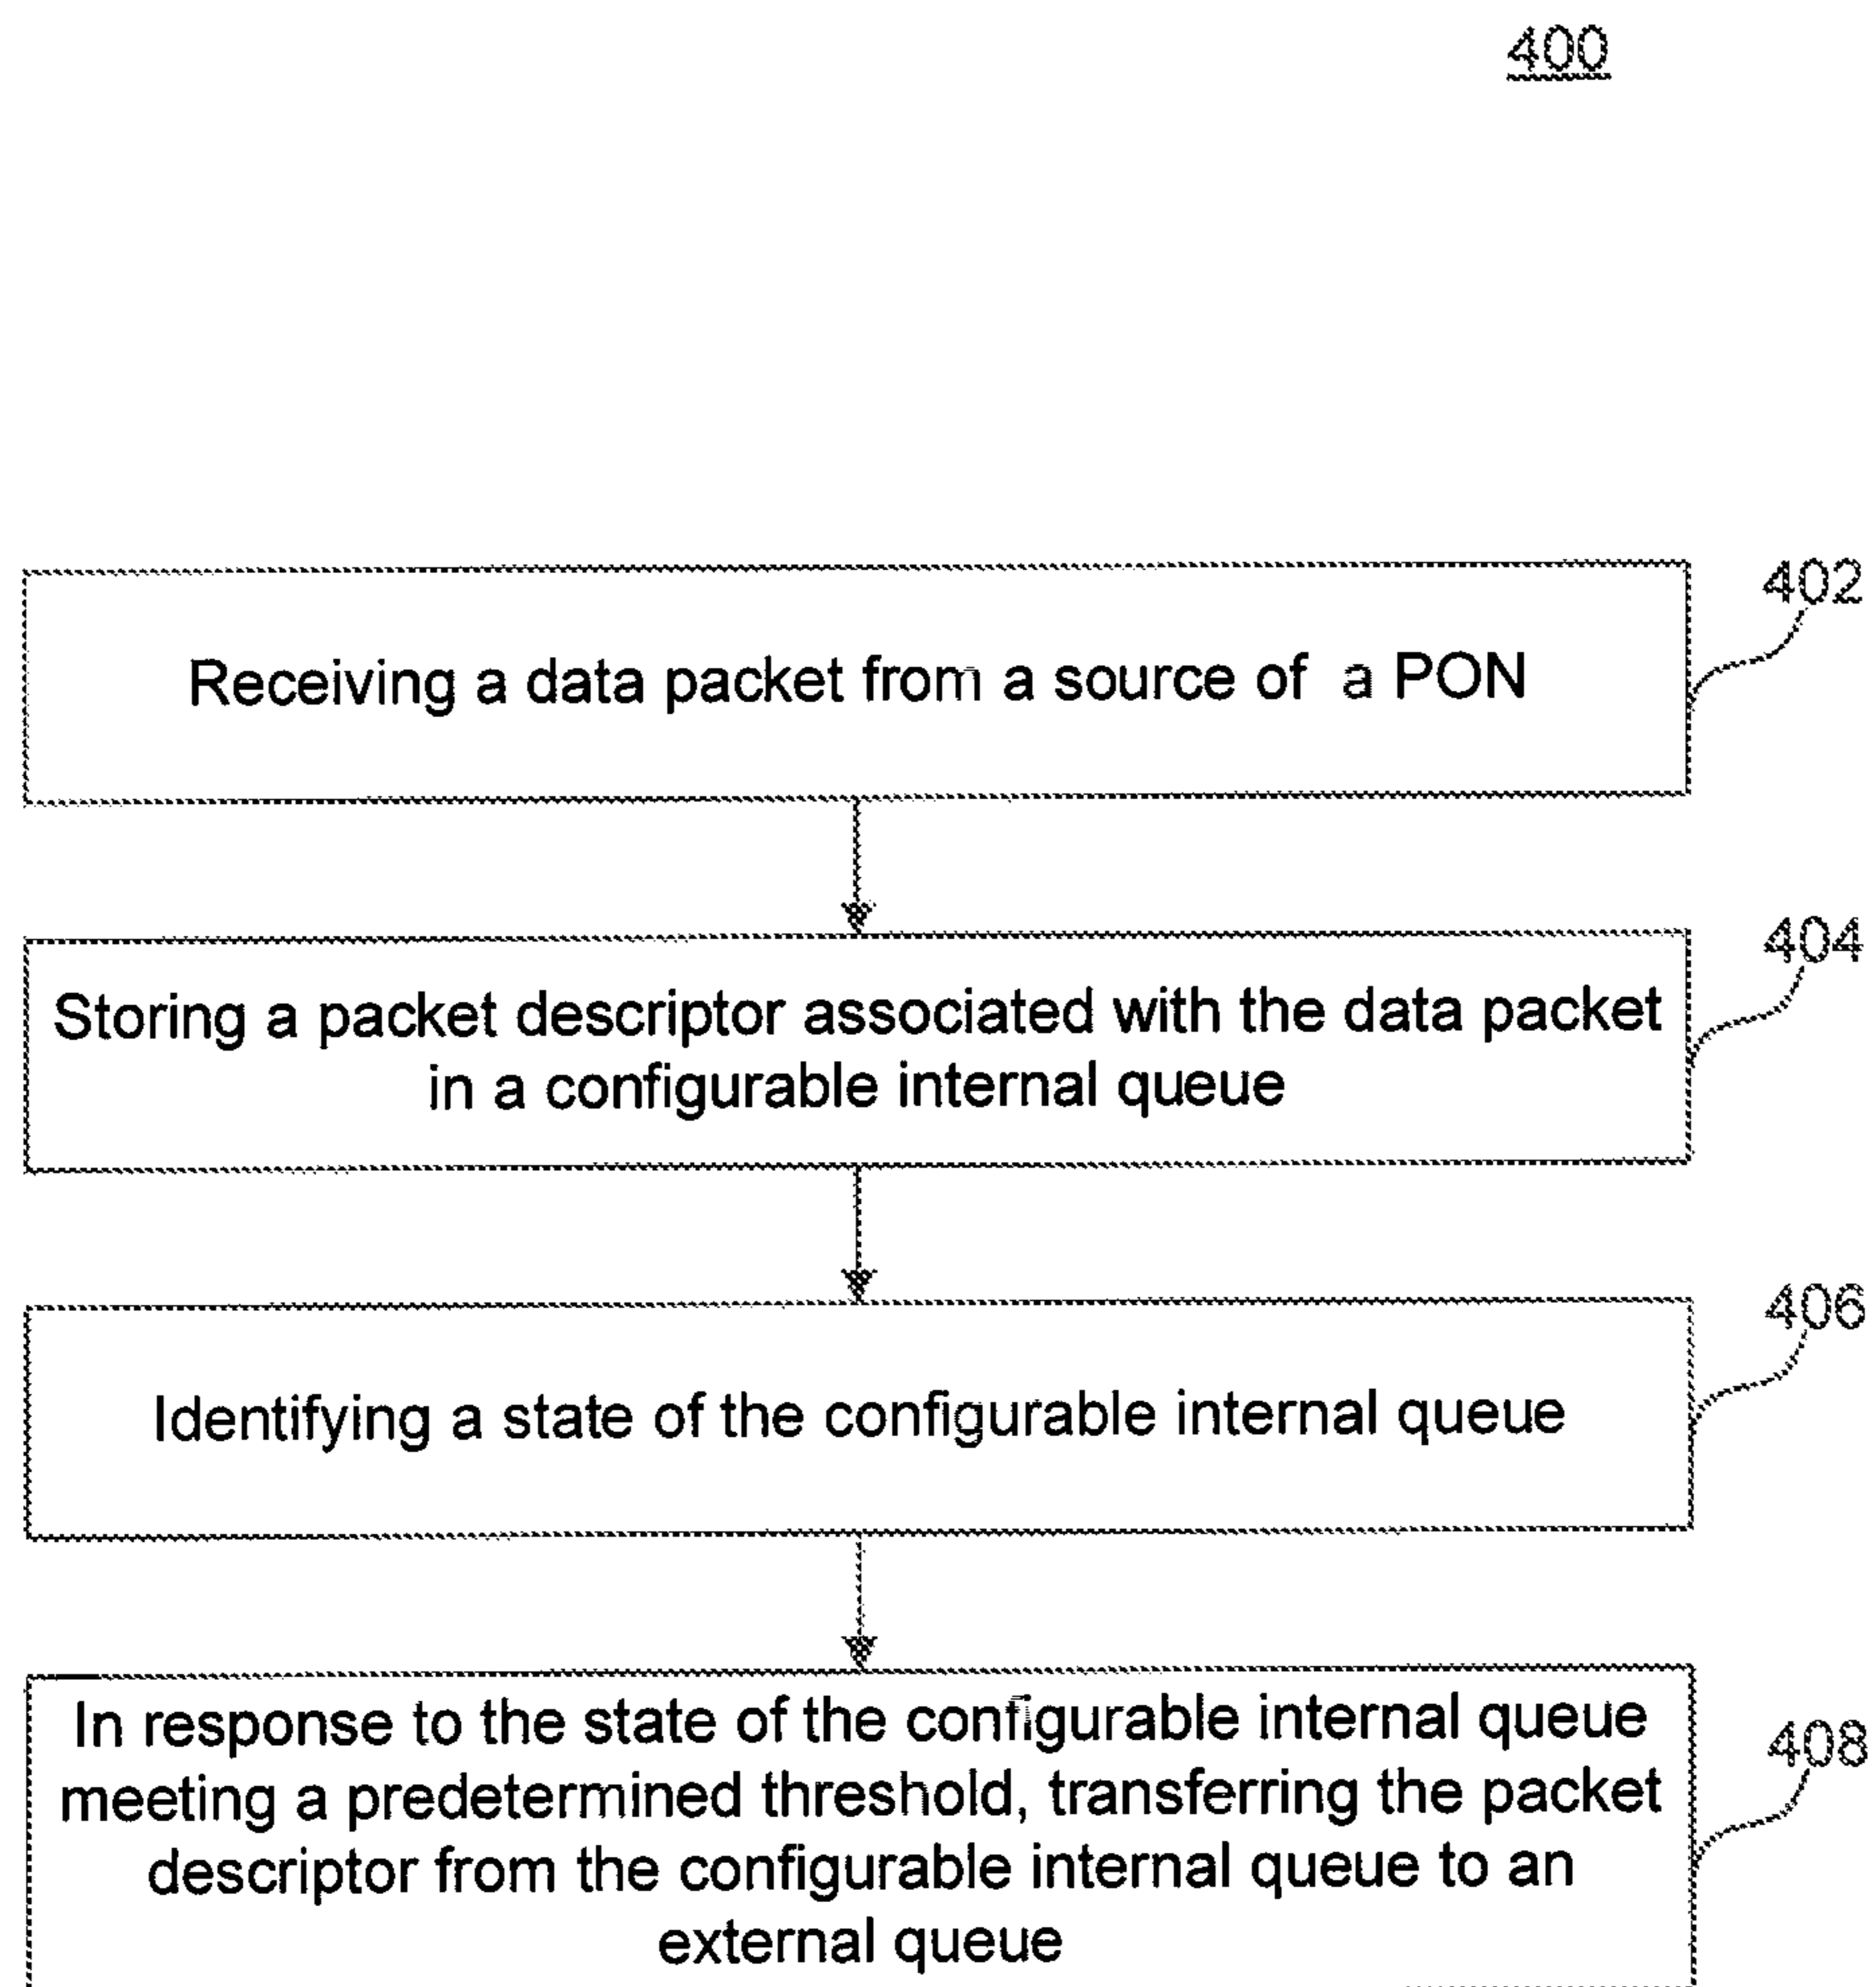 400
402
Receiving a data packet from a source of a PON
404
Storing a packet descriptor associated with the data packet
in a configurable internal queue
406
Identifying a state of the configurable internal queue
408
In response to the state of the configurable internal queue
meeting a predetermined threshold, transferring the packet
descriptor from the configurable internal queue to an
external queue